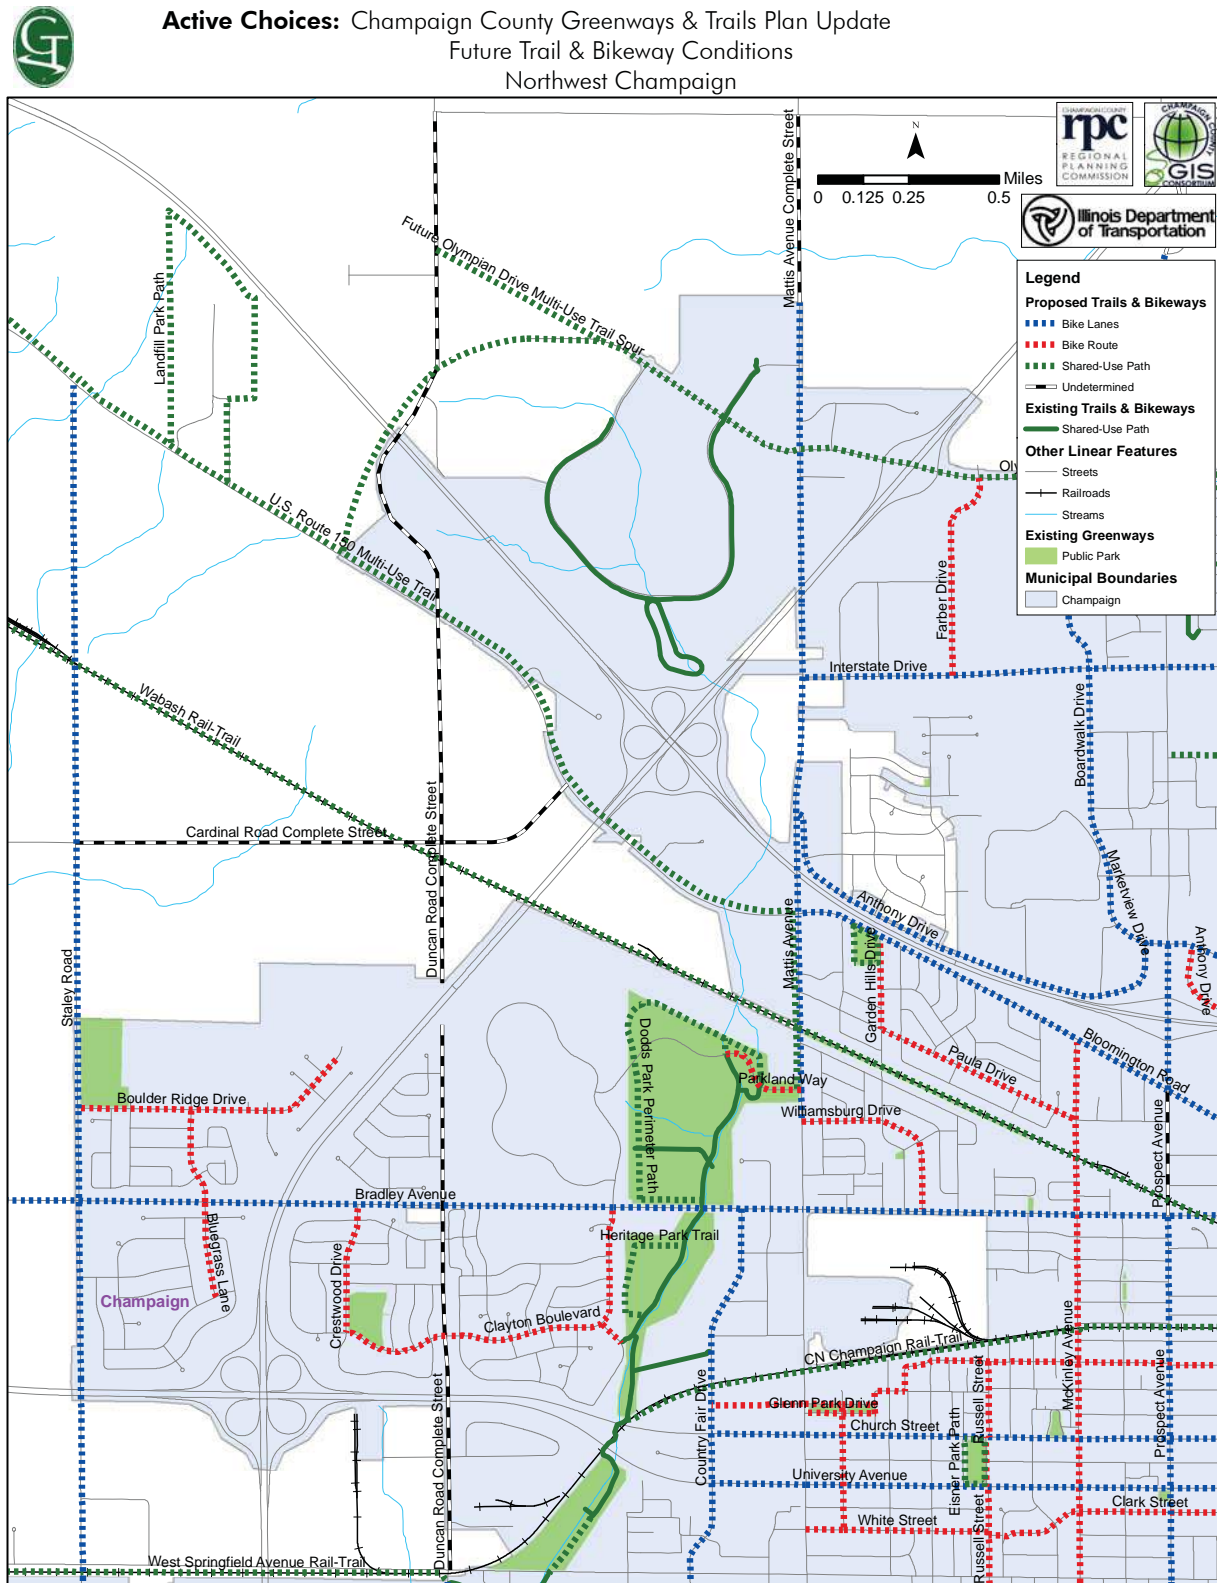 Active Choices: Champaign County Greenways & Trails Plan Update
Future Trail & Bikeway Conditions
Northwest Champaign
CHAMPAIGN COUNTY
rpc
REGIONAL
PLANNING
COMMISSION
CHAMPAIGN COUNTY
GIS
CONSORTIUM
Illinois Department
of Transportation
N
Miles
0 0.125 0.25 0.5
Legend
Proposed Trails & Bikeways
Bike Lanes
Bike Route
Shared-Use Path
Undetermined
Existing Trails & Bikeways
Shared-Use Path
Other Linear Features
Streets
Railroads
Streams
Existing Greenways
Public Park
Municipal Boundaries
Champaign
Mattis Avenue Complete Street
Future Olympian Drive Multi-Use Trail Spur
Landfill Park Path
U.S. Route 150 Multi-Use Trail
Oly
Farber Drive
Interstate Drive
Boardwalk Drive
Wabash Rail-Trail
Cardinal Road Complete Street
Duncan Road Complete Street
Marketview Drive
Anthony Drive
Anthony Drive
Mattis Avenue
Garden Hills Drive
Staley Road
Bloomington Road
Paula Drive
Dodds Park Perimeter Path
Parkland Way
Williamsburg Drive
Boulder Ridge Drive
Prospect Avenue
Bradley Avenue
Bluegrass Lane
Heritage Park Trail
Crestwood Drive
Champaign
Clayton Boulevard
CN Champaign Rail-Trail
McKinley Avenue
Russell Street
Prospect Avenue
Country Fair Drive
Glenn Park Drive
Church Street
Eisner Park Path
University Avenue
Clark Street
White Street
Russell Street
Duncan Road Complete Street
West Springfield Avenue Rail-Trail